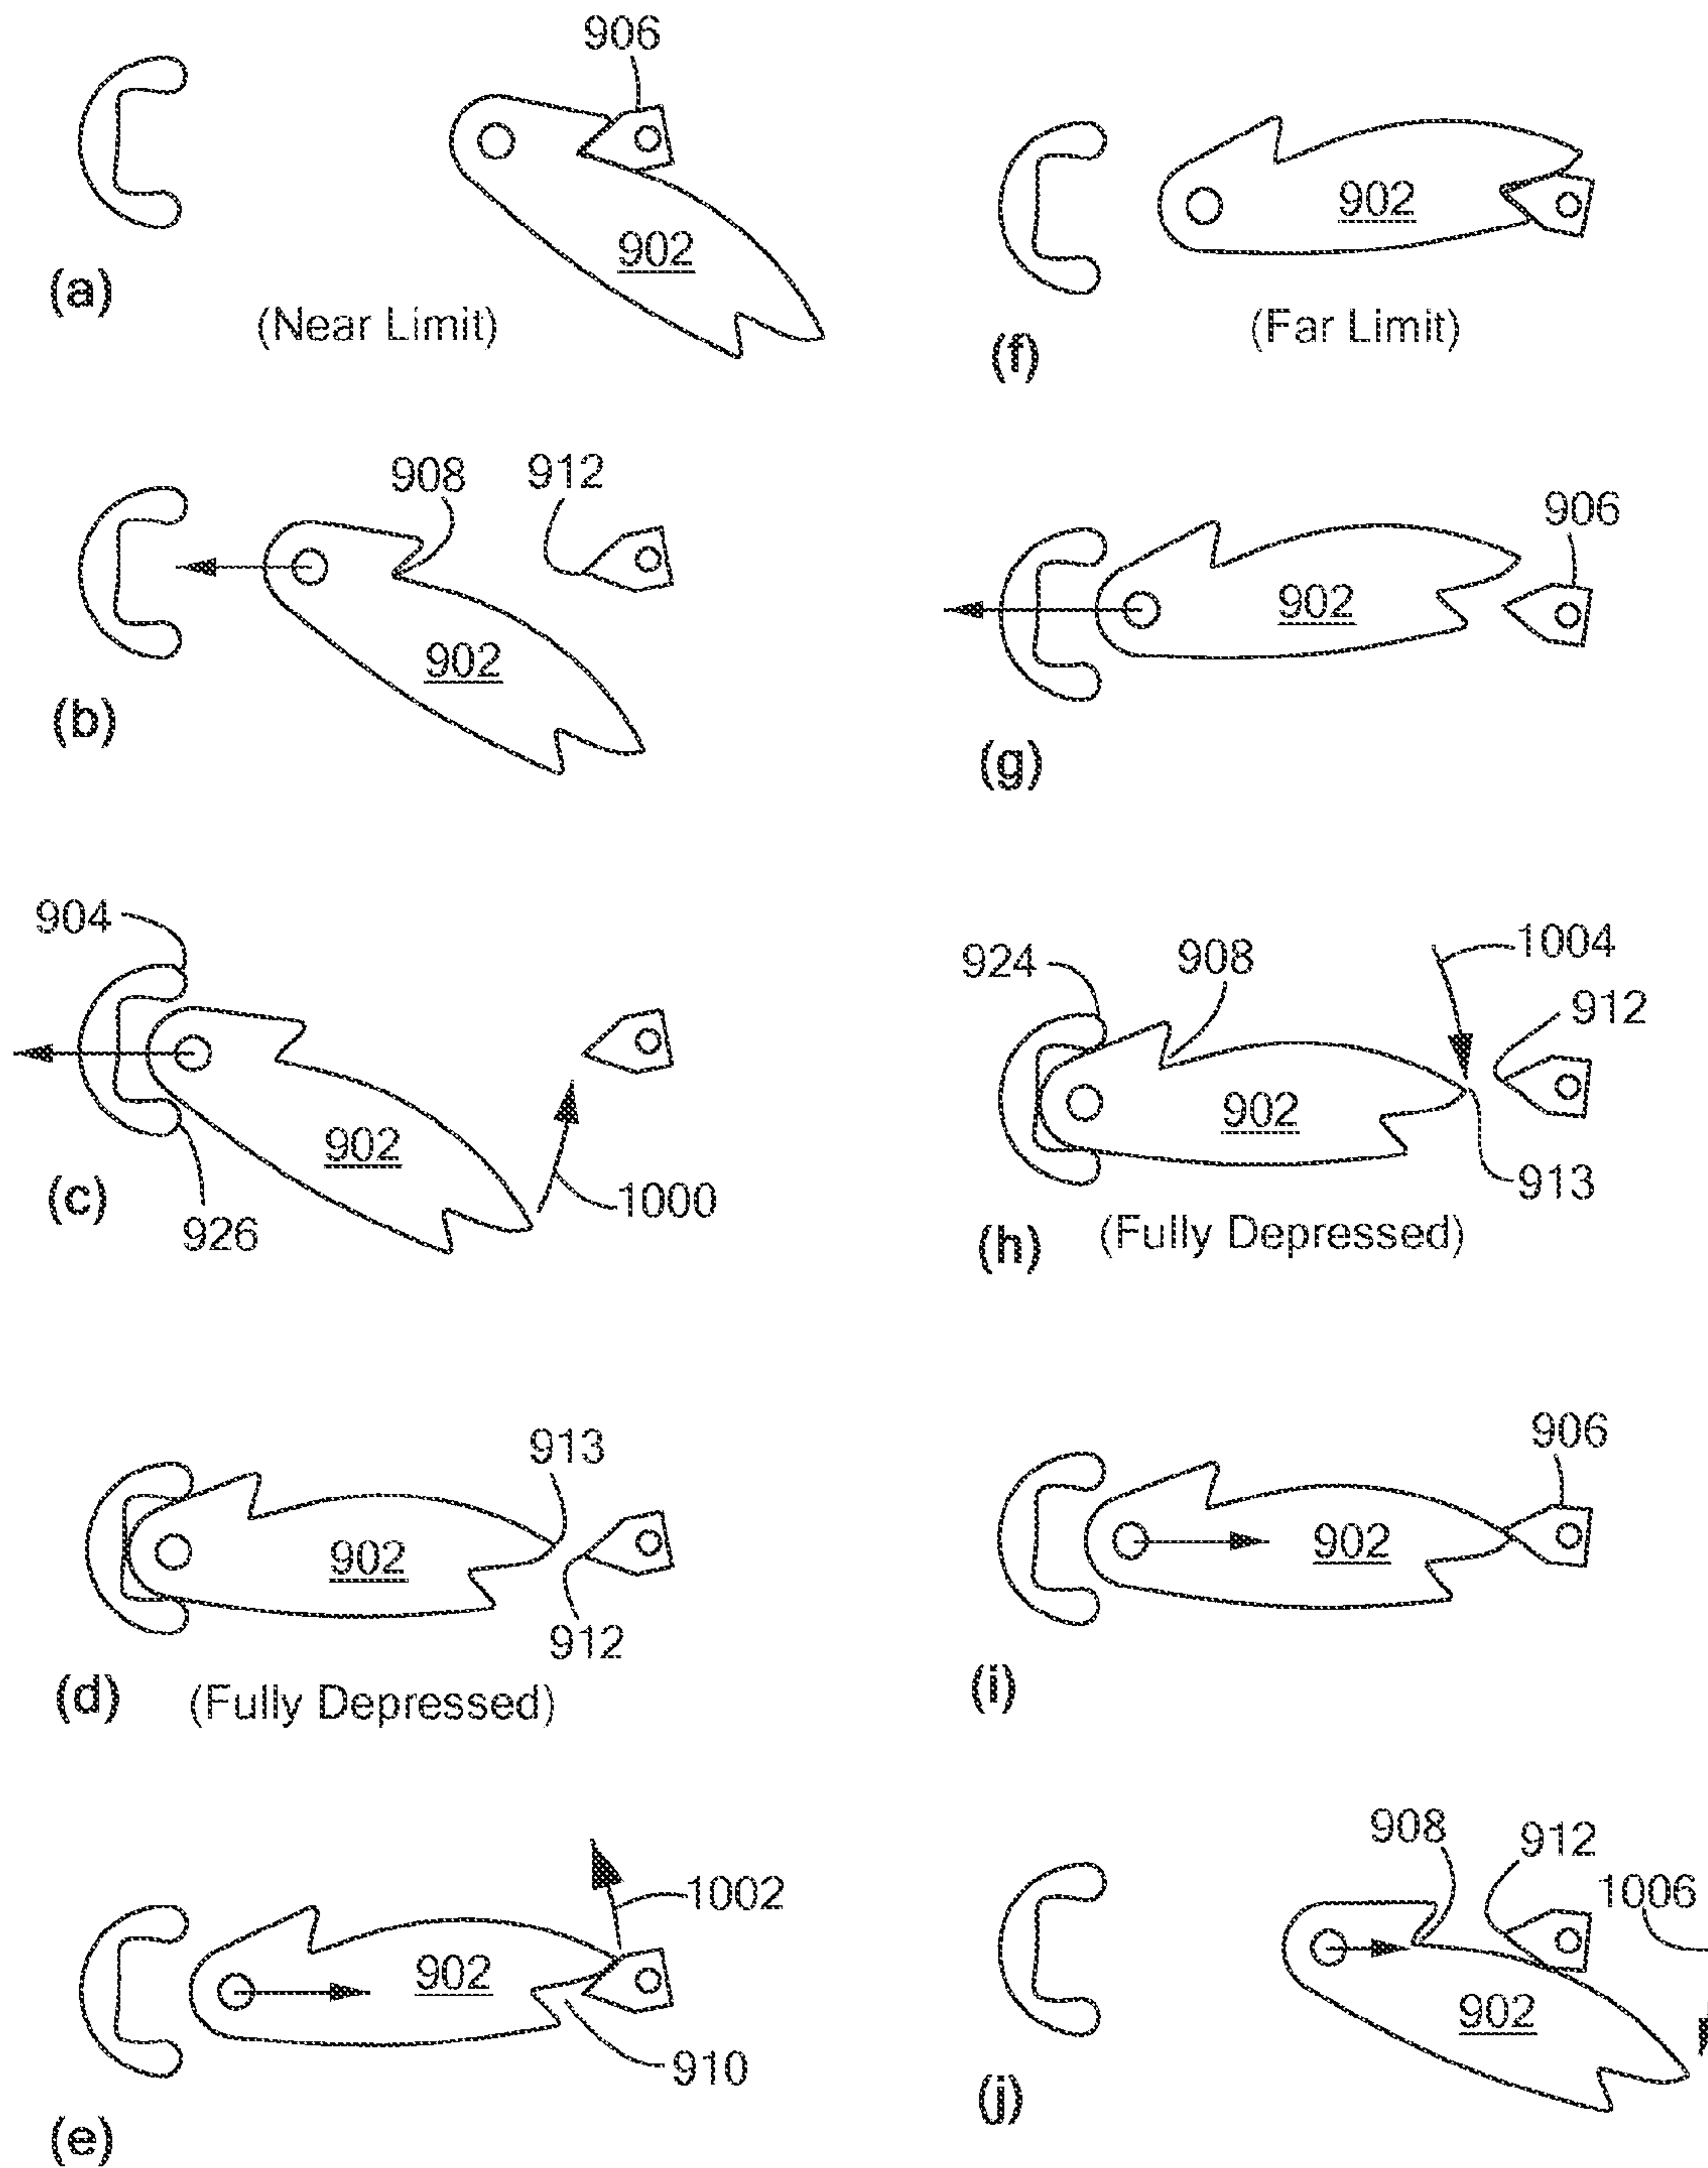 906
902
(a)
(Near Limit)
908
912
902
(b)
904
902
1000
926
(c)
913
902
912
(d)
(Fully Depressed)
1002
902
910
(e)
902
(Far Limit)
(f)
906
902
(g)
924
908
1004
912
902
913
(h)
(Fully Depressed)
906
902
(i)
908
912
1006
902
(j)